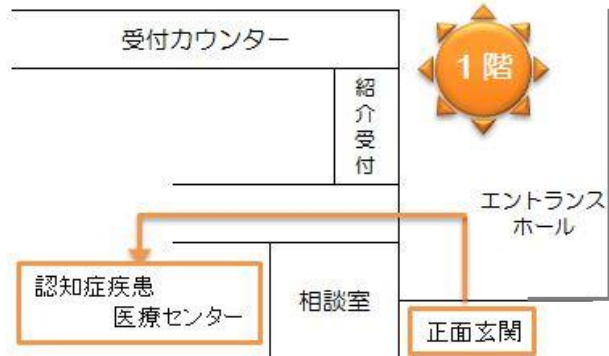 受付カウンター
1階
紹介受付
エントランス
ホール
認知症疾患
医療センター
相談室
正面玄関